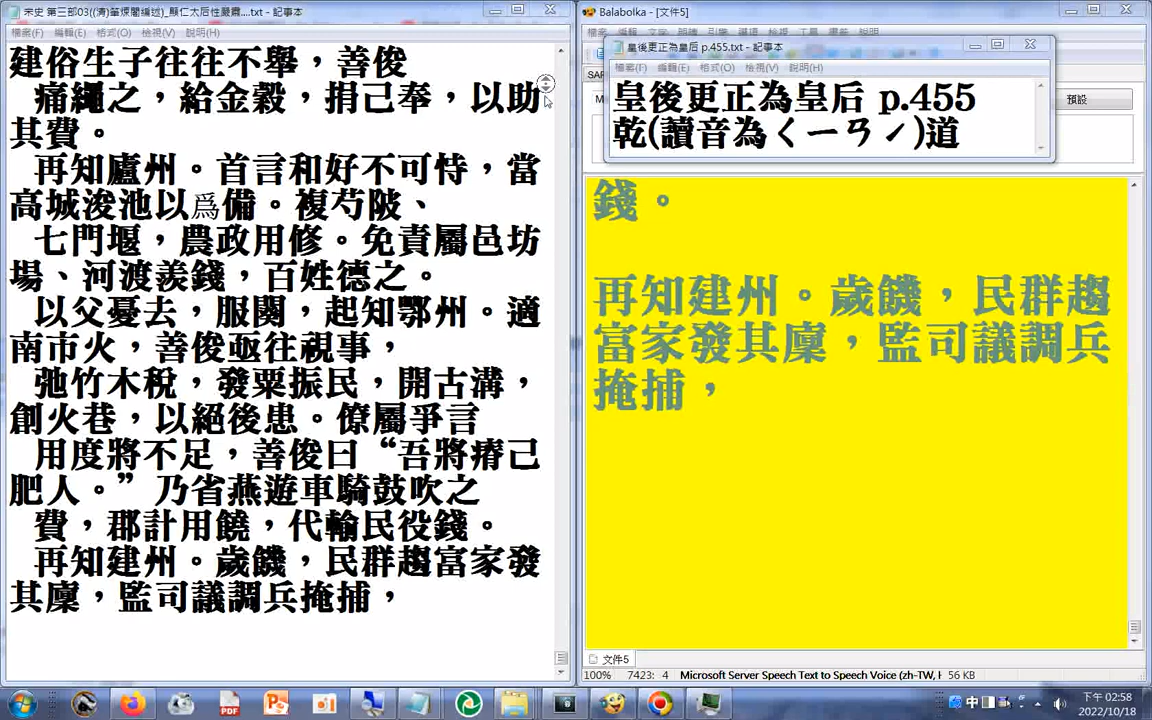 宋史 第三部03((清)筆煉閣編述)_顯仁太后性嚴肅....txt - 記事本
檔案(F) 編輯(E) 格式(O) 檢視(V) 說明(H)
建俗生子往往不舉，善俊
痛繩之，給金穀，捐己奉，以助
其費。
再知廬州。首言和好不可恃，當
高城浚池以爲備。複芍陂、
七門堰，農政用修。免責屬邑坊
場、河渡羨錢，百姓德之。
以父憂去，服闋，起知鄂州。適
南市火，善俊亟往視事，
弛竹木稅，發粟振民，開古溝，
創火巷，以絕後患。僚屬爭言
用度將不足，善俊曰“吾將瘠己
肥人。”乃省燕遊車騎鼓吹之
費，郡計用饒，代輸民役錢。
再知建州。歲饑，民群趨富家發
其廩，監司議調兵掩捕，
Balabolka - [文件5]
皇後更正為皇后 p.455.txt - 記事本
檔案(F) 編輯(E) 格式(O) 檢視(V) 說明(H)
皇後更正為皇后 p.455
乾(讀音為ㄑㄧㄢˊ)道
預設
錢。
再知建州。歲饑，民群趨
富家發其廩，監司議調兵
掩捕，
文件5
100% 7423: 4 Microsoft Server Speech Text to Speech Voice (zh-TW, H 56 KB
中
下午 02:58
2022/10/18